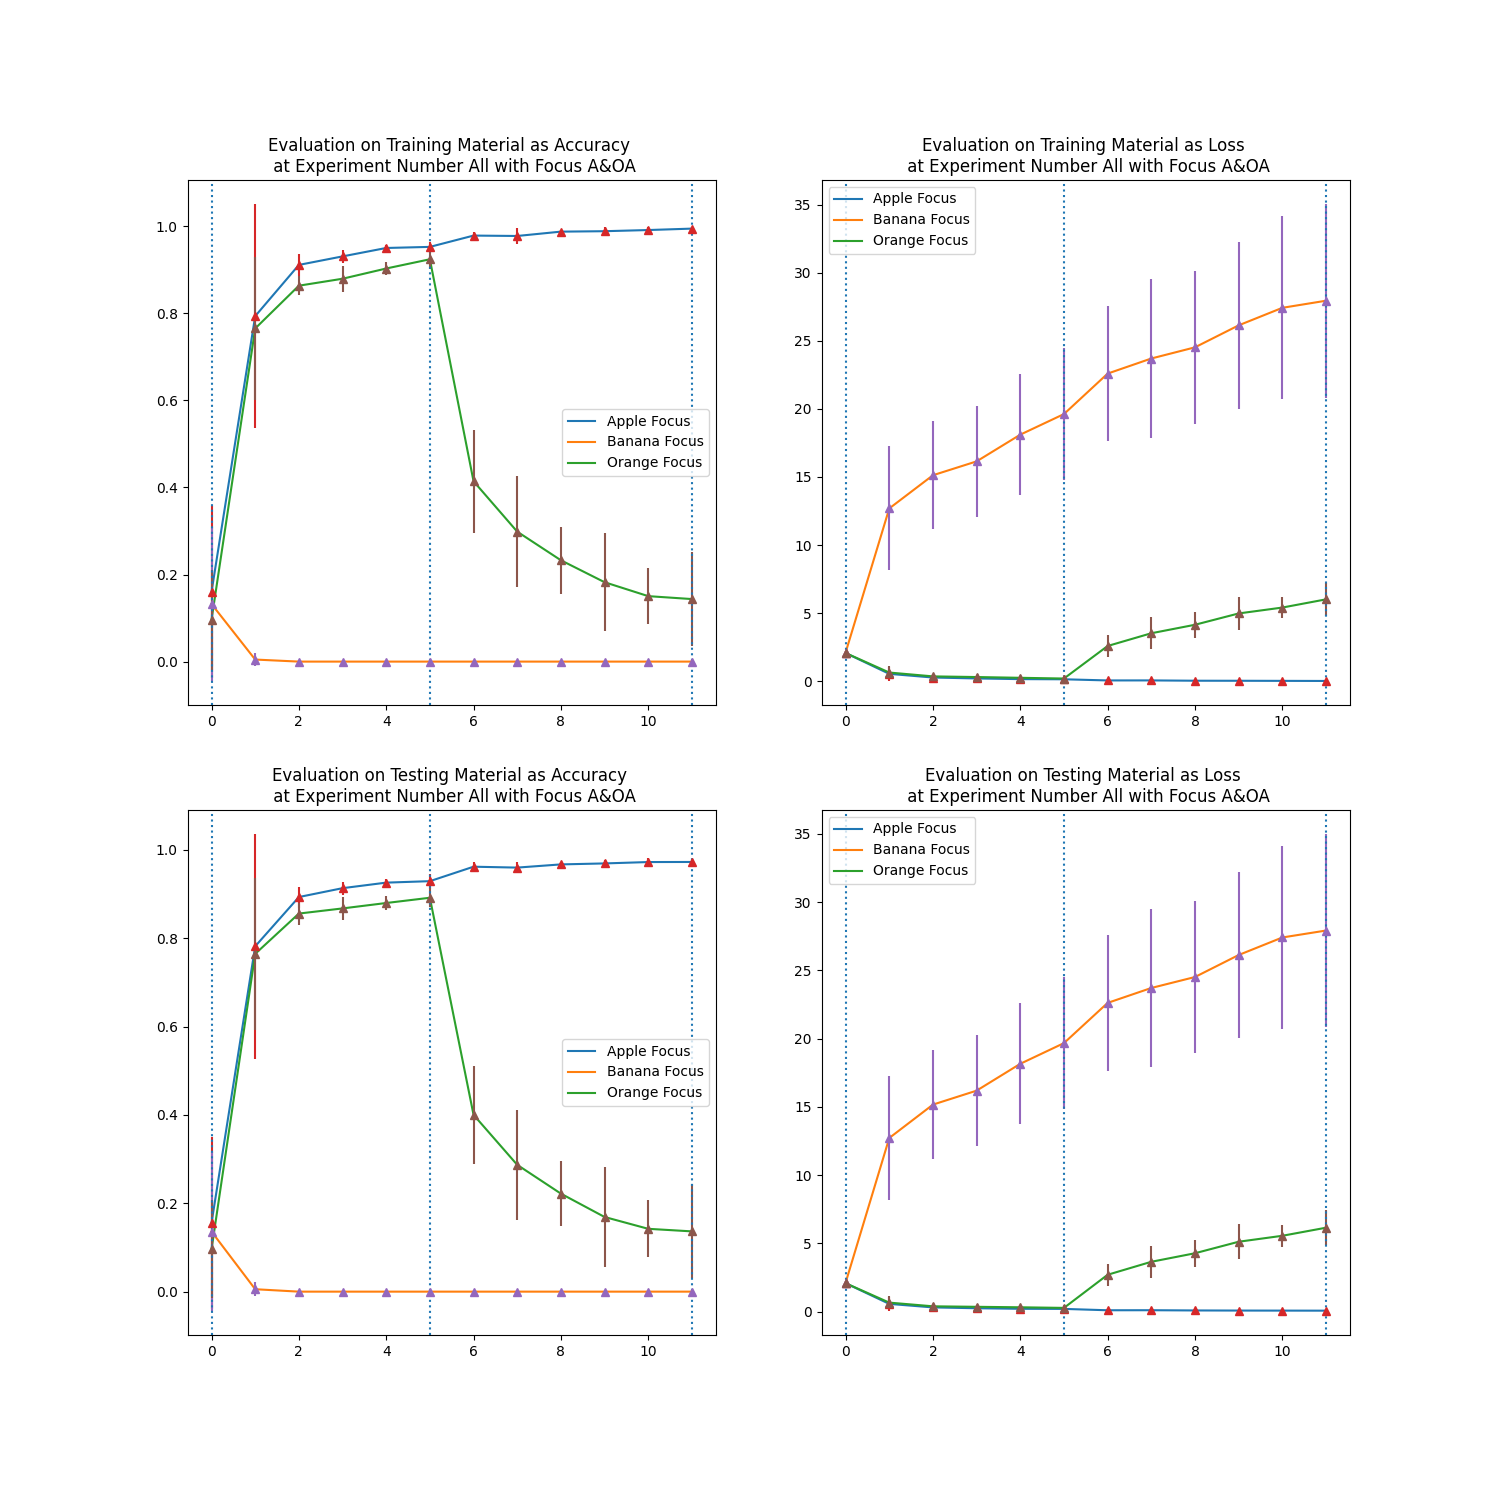 Evaluation on Training Material as Accuracy
at Experiment Number All with Focus A&OA
1.0
0.8
0.6
0.4
0.2
0.0
Apple Focus
Banana Focus
Orange Focus
0 2 4 6 8 10
Evaluation on Training Material as Loss
at Experiment Number All with Focus A&OA
Apple Focus
Banana Focus
Orange Focus
35
30
25
20
15
10
5
0
0 2 4 6 8 10
Evaluation on Testing Material as Accuracy
at Experiment Number All with Focus A&OA
1.0
0.8
0.6
0.4
0.2
0.0
Apple Focus
Banana Focus
Orange Focus
0 2 4 6 8 10
Evaluation on Testing Material as Loss
at Experiment Number All with Focus A&OA
Apple Focus
Banana Focus
Orange Focus
35
30
25
20
15
10
5
0
0 2 4 6 8 10